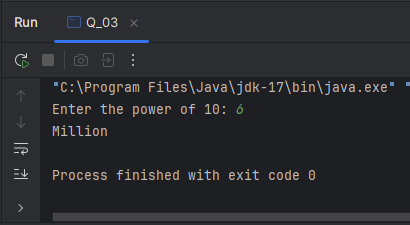 Run Q_03
"C:\Program Files\Java\jdk-17\bin\java.exe" "
Enter the power of 10: 6
Million
Process finished with exit code 0